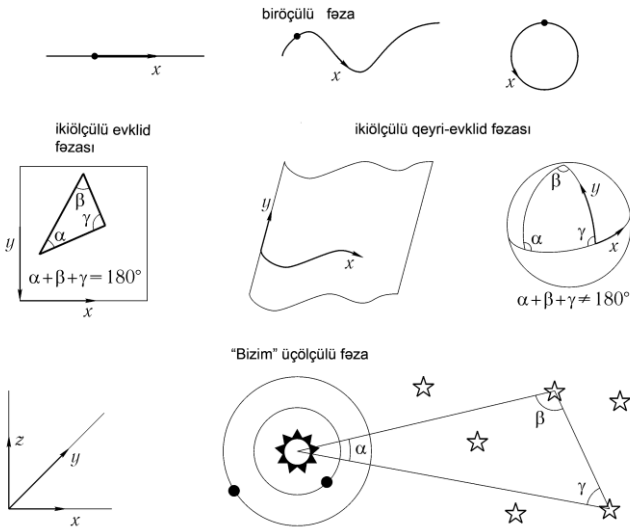 biröçülü fəza
x
x
x
ikiölçülü evklid
fəzası
ikiölçülü qeyri-evklid fəzası
β
γ
α
y
α+β+γ=180°
x
y
x
β
y
α
γ
x
α+β+γ≠180°
"Bizim" üçölçülü fəza
z
y
x
α
β
γ